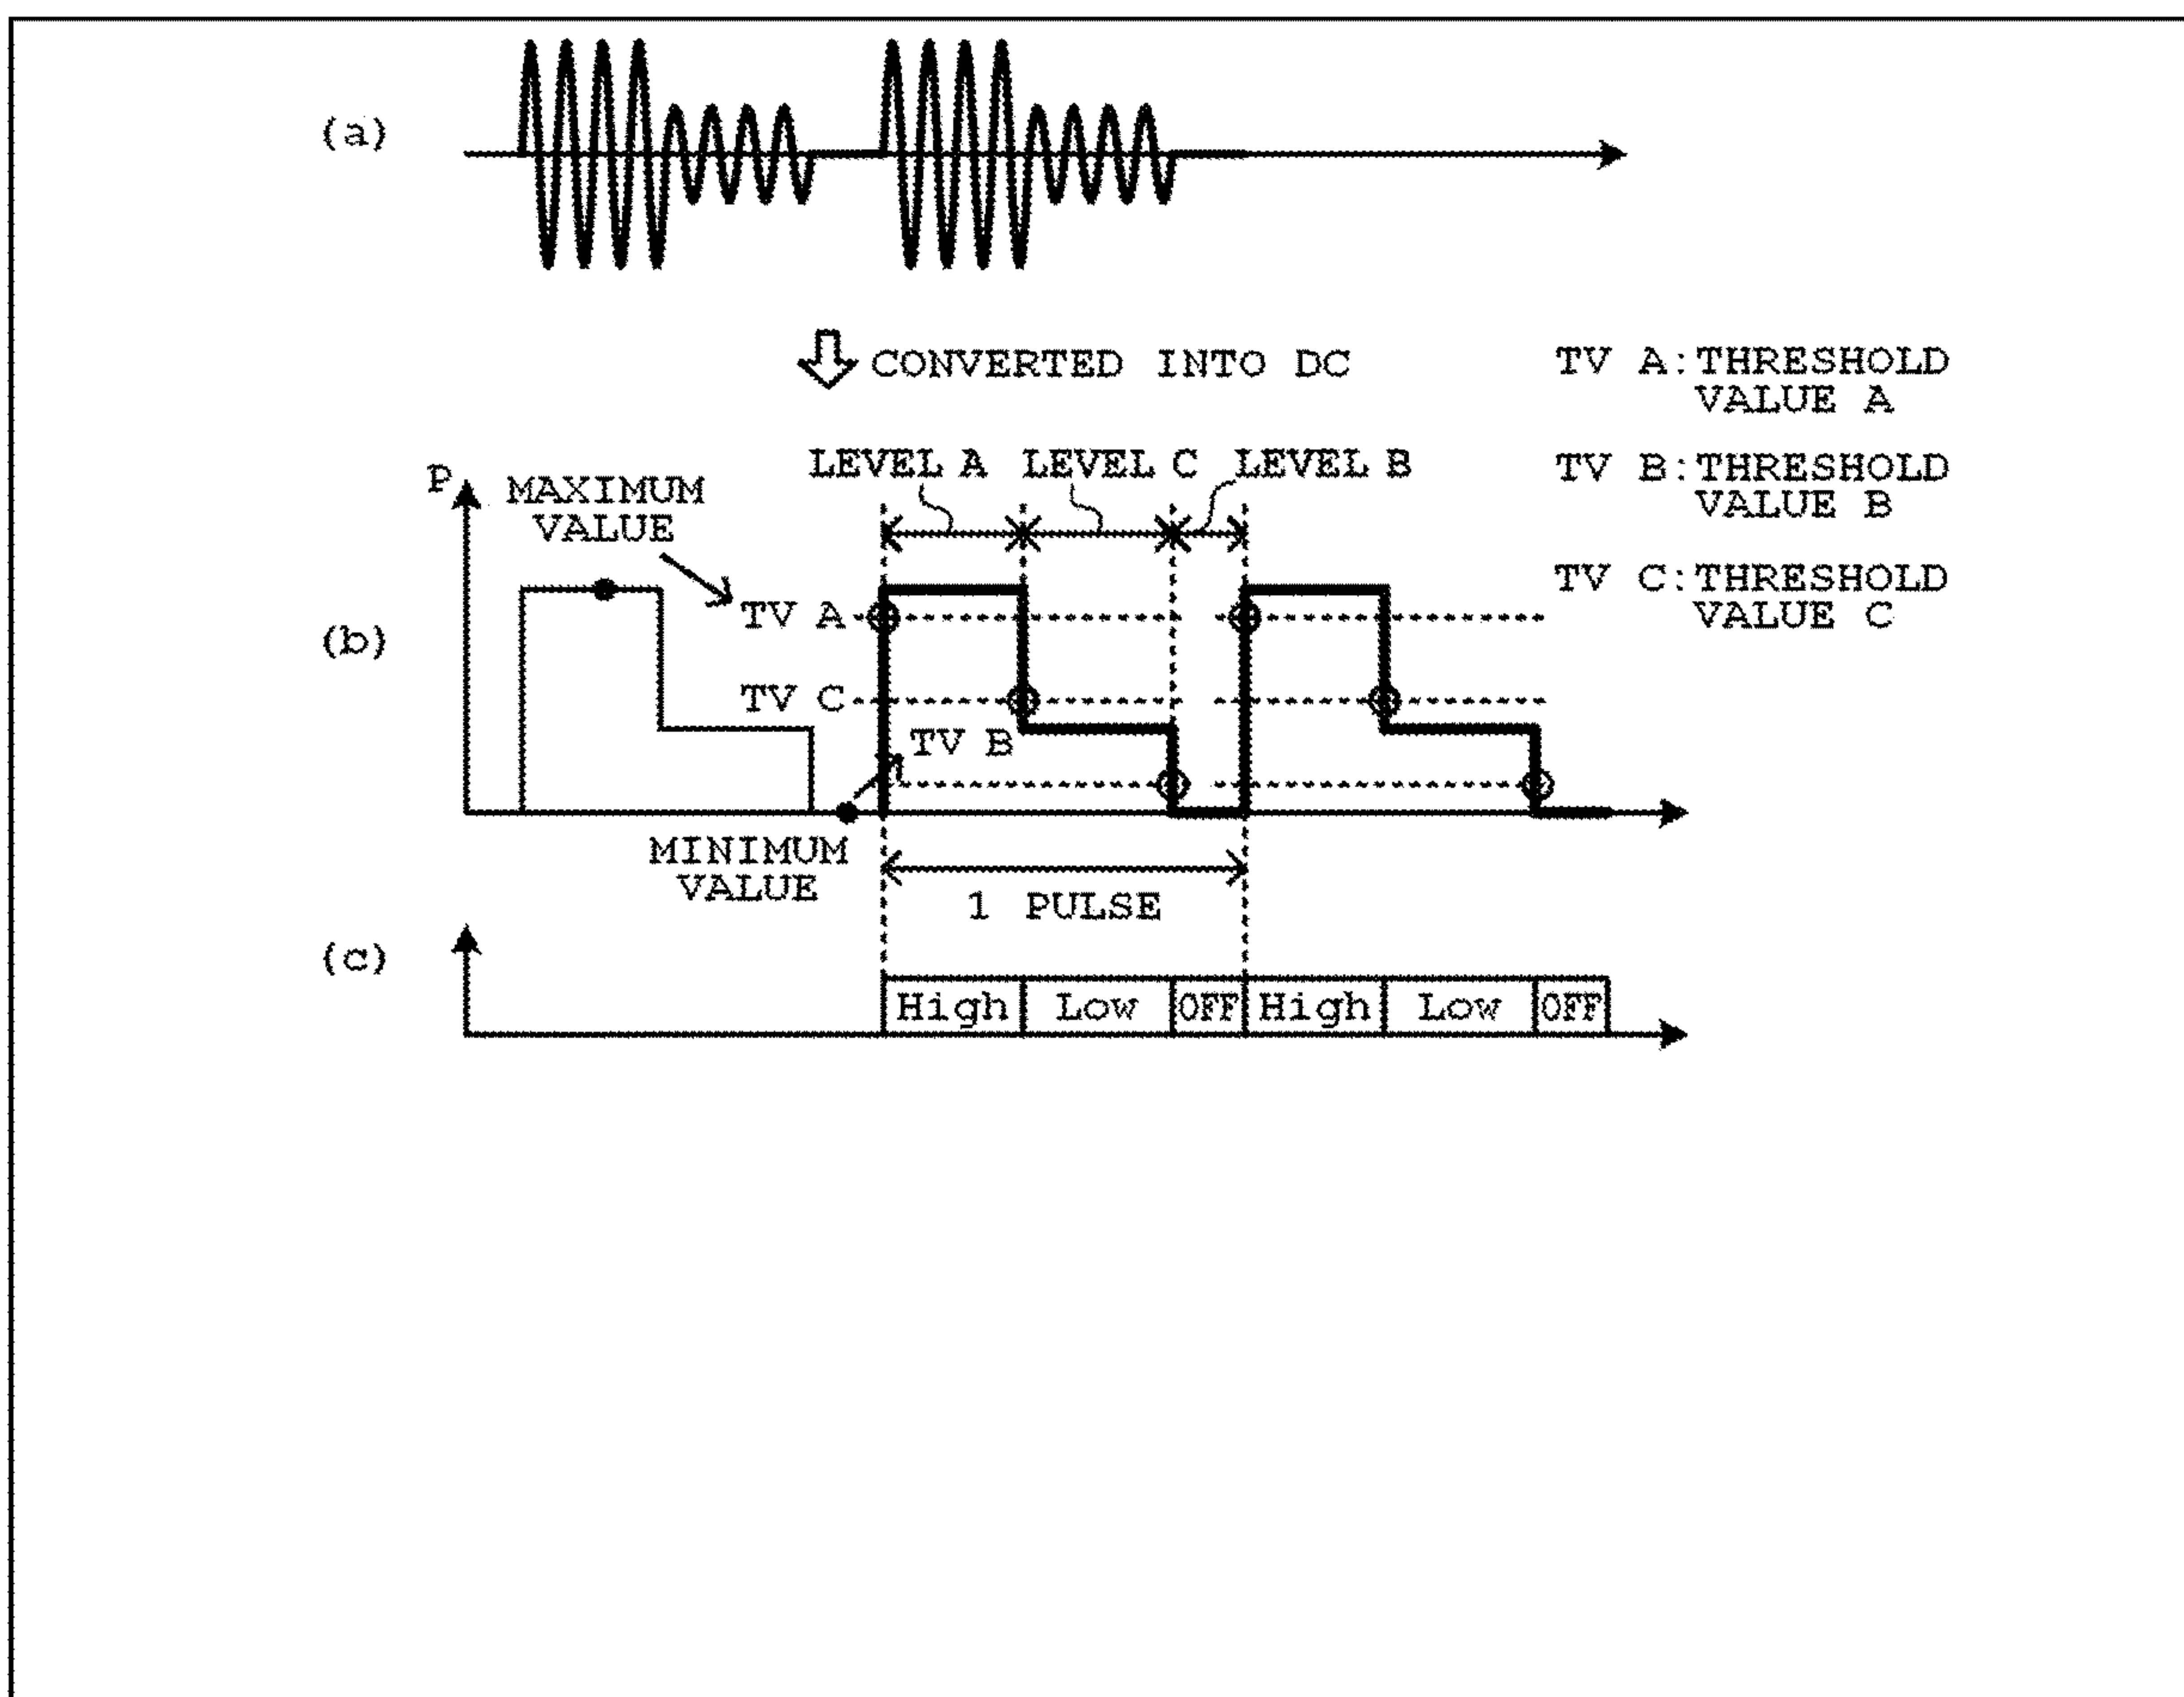 (a)
CONVERTED INTO DC
TV A:THRESHOLD
VALUE A
TV B:THRESHOLD
VALUE B
TV C:THRESHOLD
VALUE C
LEVEL A LEVEL C LEVEL B
P
MAXIMUM
VALUE
(b)
TV A
TV C
TV B
MINIMUM
VALUE
1 PULSE
(c)
High Low OFF High Low OFF